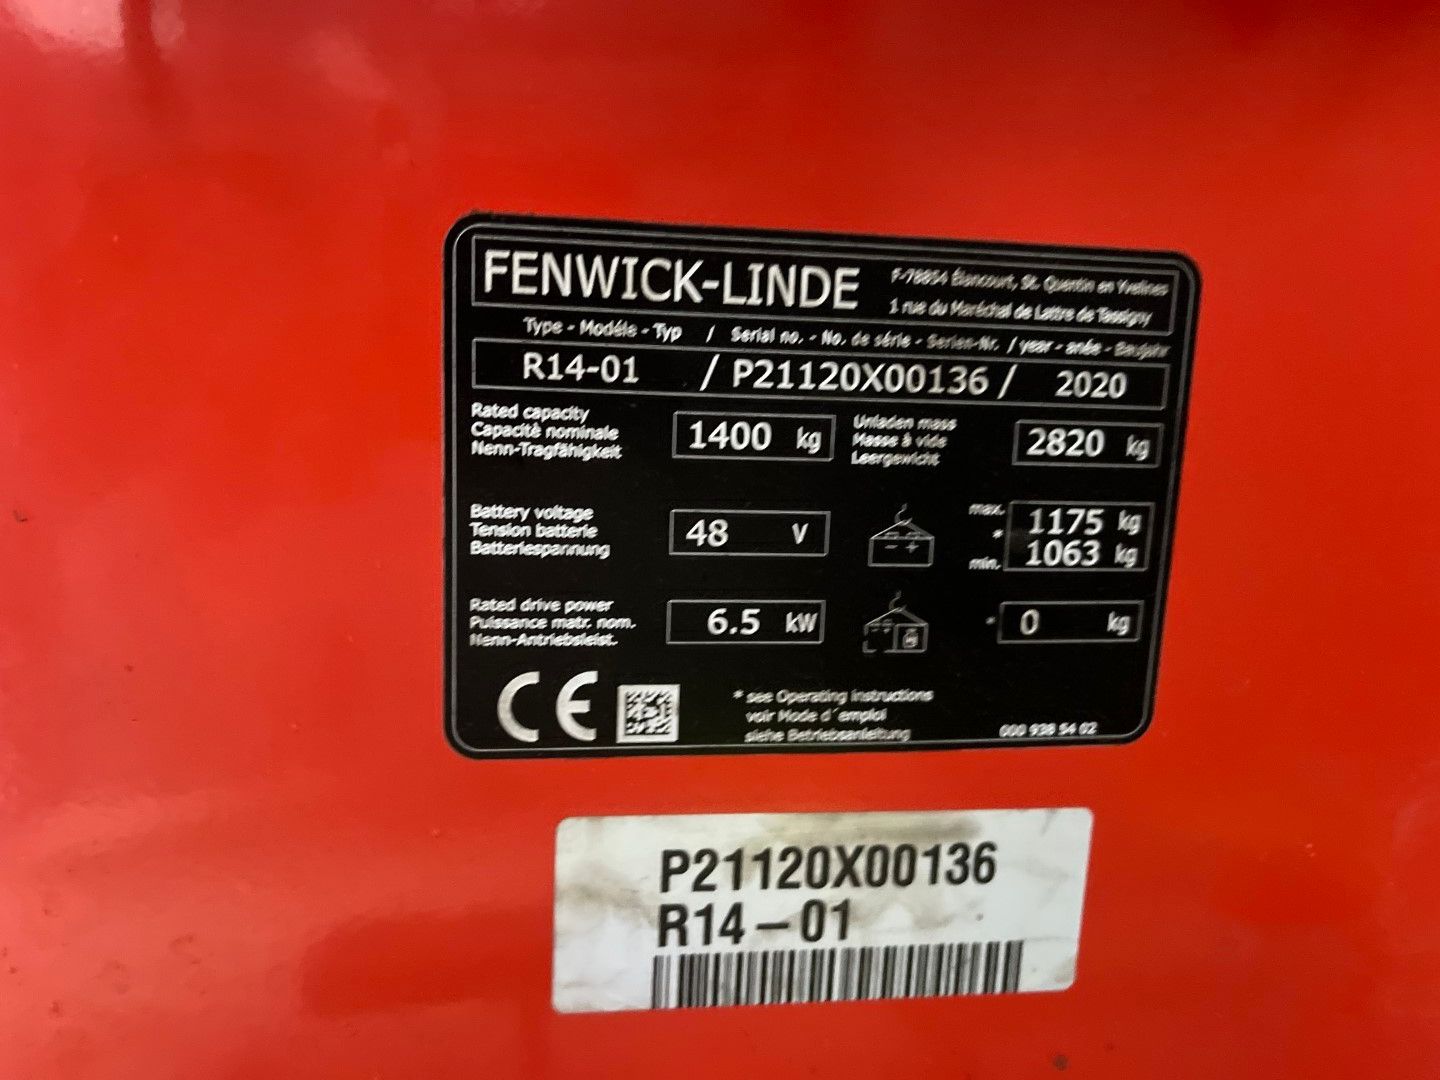 FENWICK-LINDE
F-78854 Élancourt, St. Quentin en Yvelines
1 rue du Maréchal de Lattre de Tassigny
Type - Modéle - Typ / Serial no. - No. de série - Serien-Nr. / year - anée - Baujahr
R14-01 / P21120X00136 / 2020
Rated capacity
Capacité nominale
Nenn-Tragfähigkeit
1400 kg
Unladen mass
Masse à vide
Leergewicht
2820 kg
Battery voltage
Tension batterie
Batteriespannung
48 V
- +
max. 1175 kg
*
min. 1063 kg
Rated drive power
Puissance matr. nom.
Nenn-Antriebsleist.
6.5 kW
* 0 kg
CE
* see Operating instructions
voir Mode d´emploi
siehe Betriebsanleitung
000 938 54 02
P21120X00136
R14-01